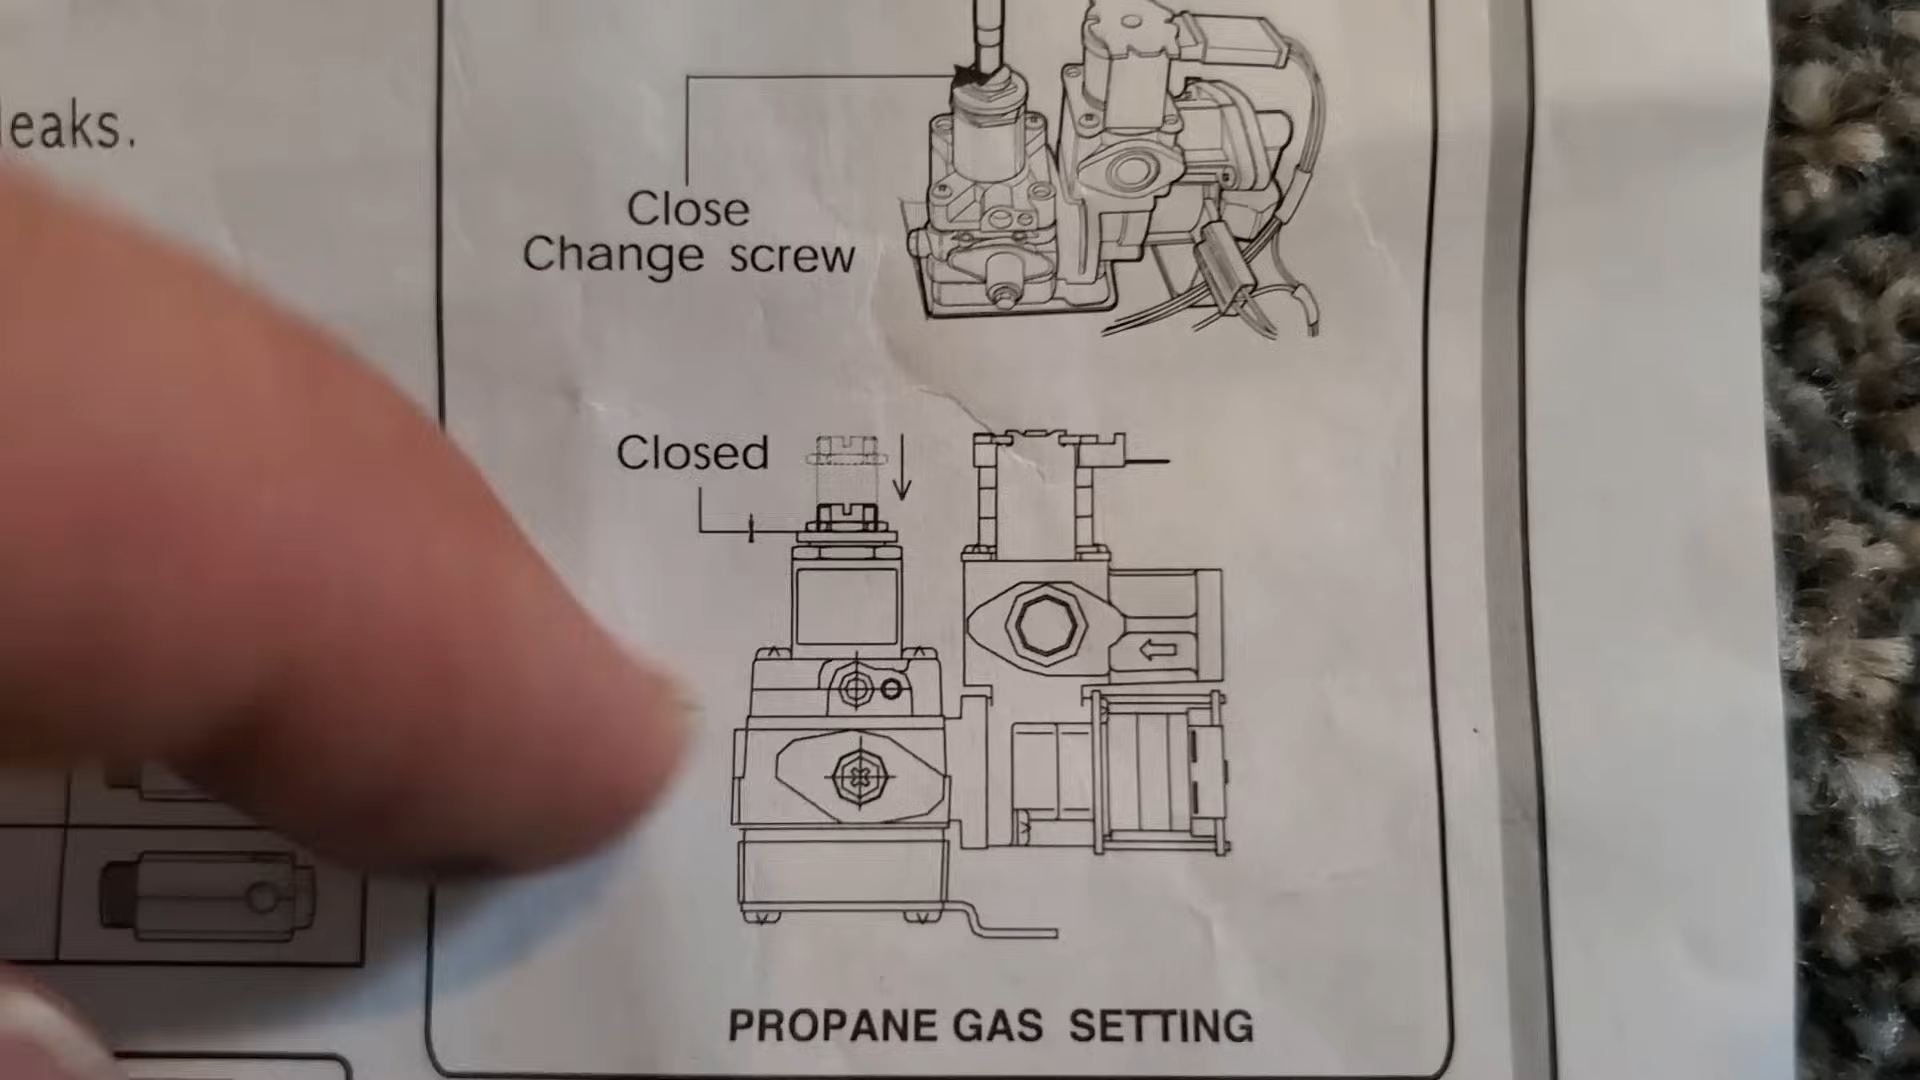 leaks.
Close
Change screw
Closed
PROPANE GAS SETTING